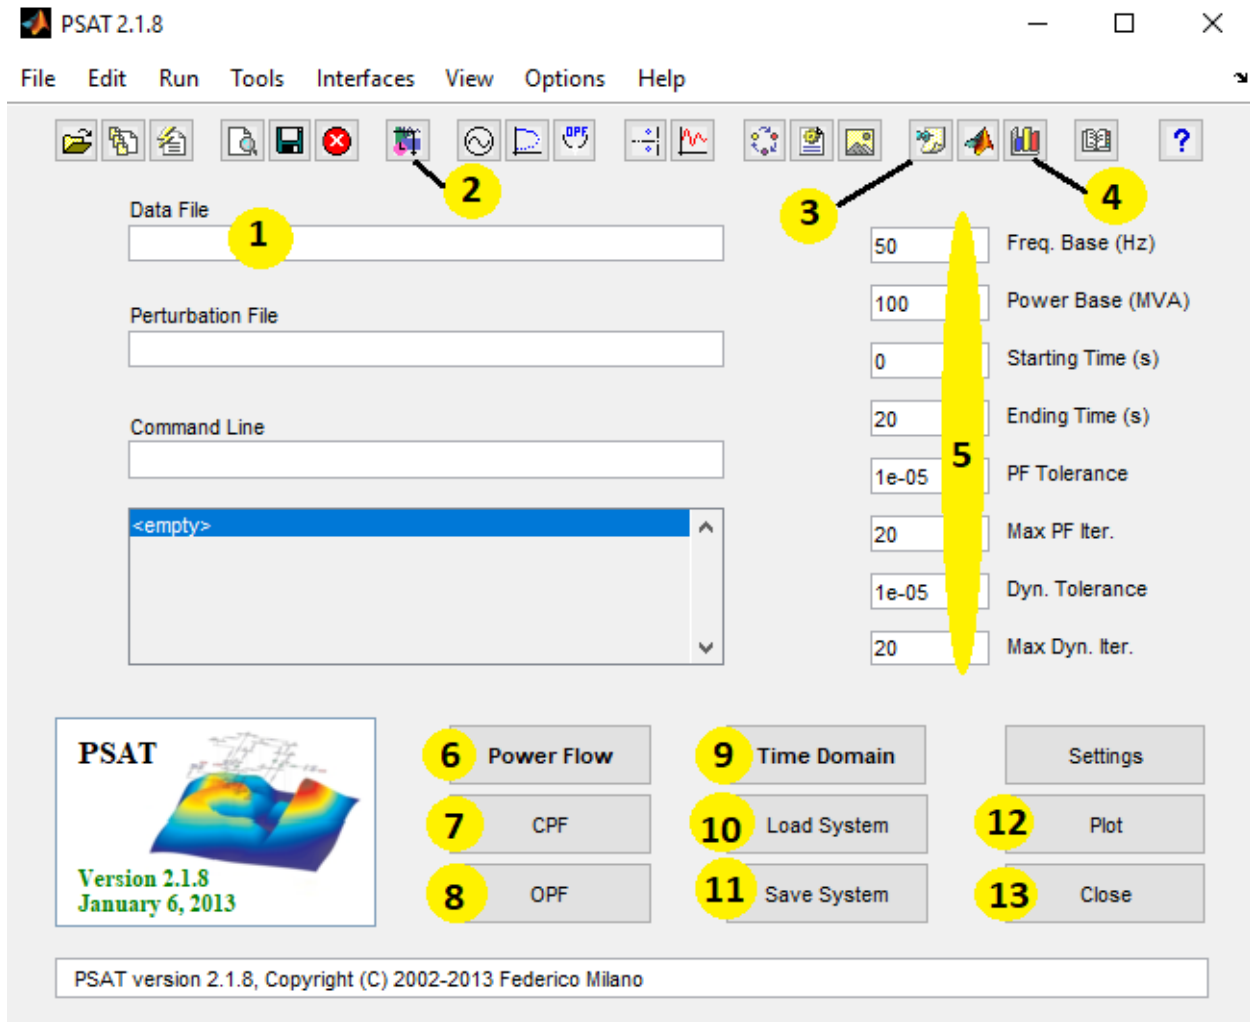 PSAT 2.1.8
File Edit Run Tools Interfaces View Options Help
OPF
?
2
3
4
Data File
1
50 Freq. Base (Hz)
100 Power Base (MVA)
Perturbation File
0 Starting Time (s)
20 Ending Time (s)
Command Line
5
1e-05 PF Tolerance
<empty>
20 Max PF Iter.
1e-05 Dyn. Tolerance
20 Max Dyn. Iter.
PSAT
Version 2.1.8
January 6, 2013
6 Power Flow 9 Time Domain Settings
7 CPF 10 Load System 12 Plot
8 OPF 11 Save System 13 Close
PSAT version 2.1.8, Copyright (C) 2002-2013 Federico Milano